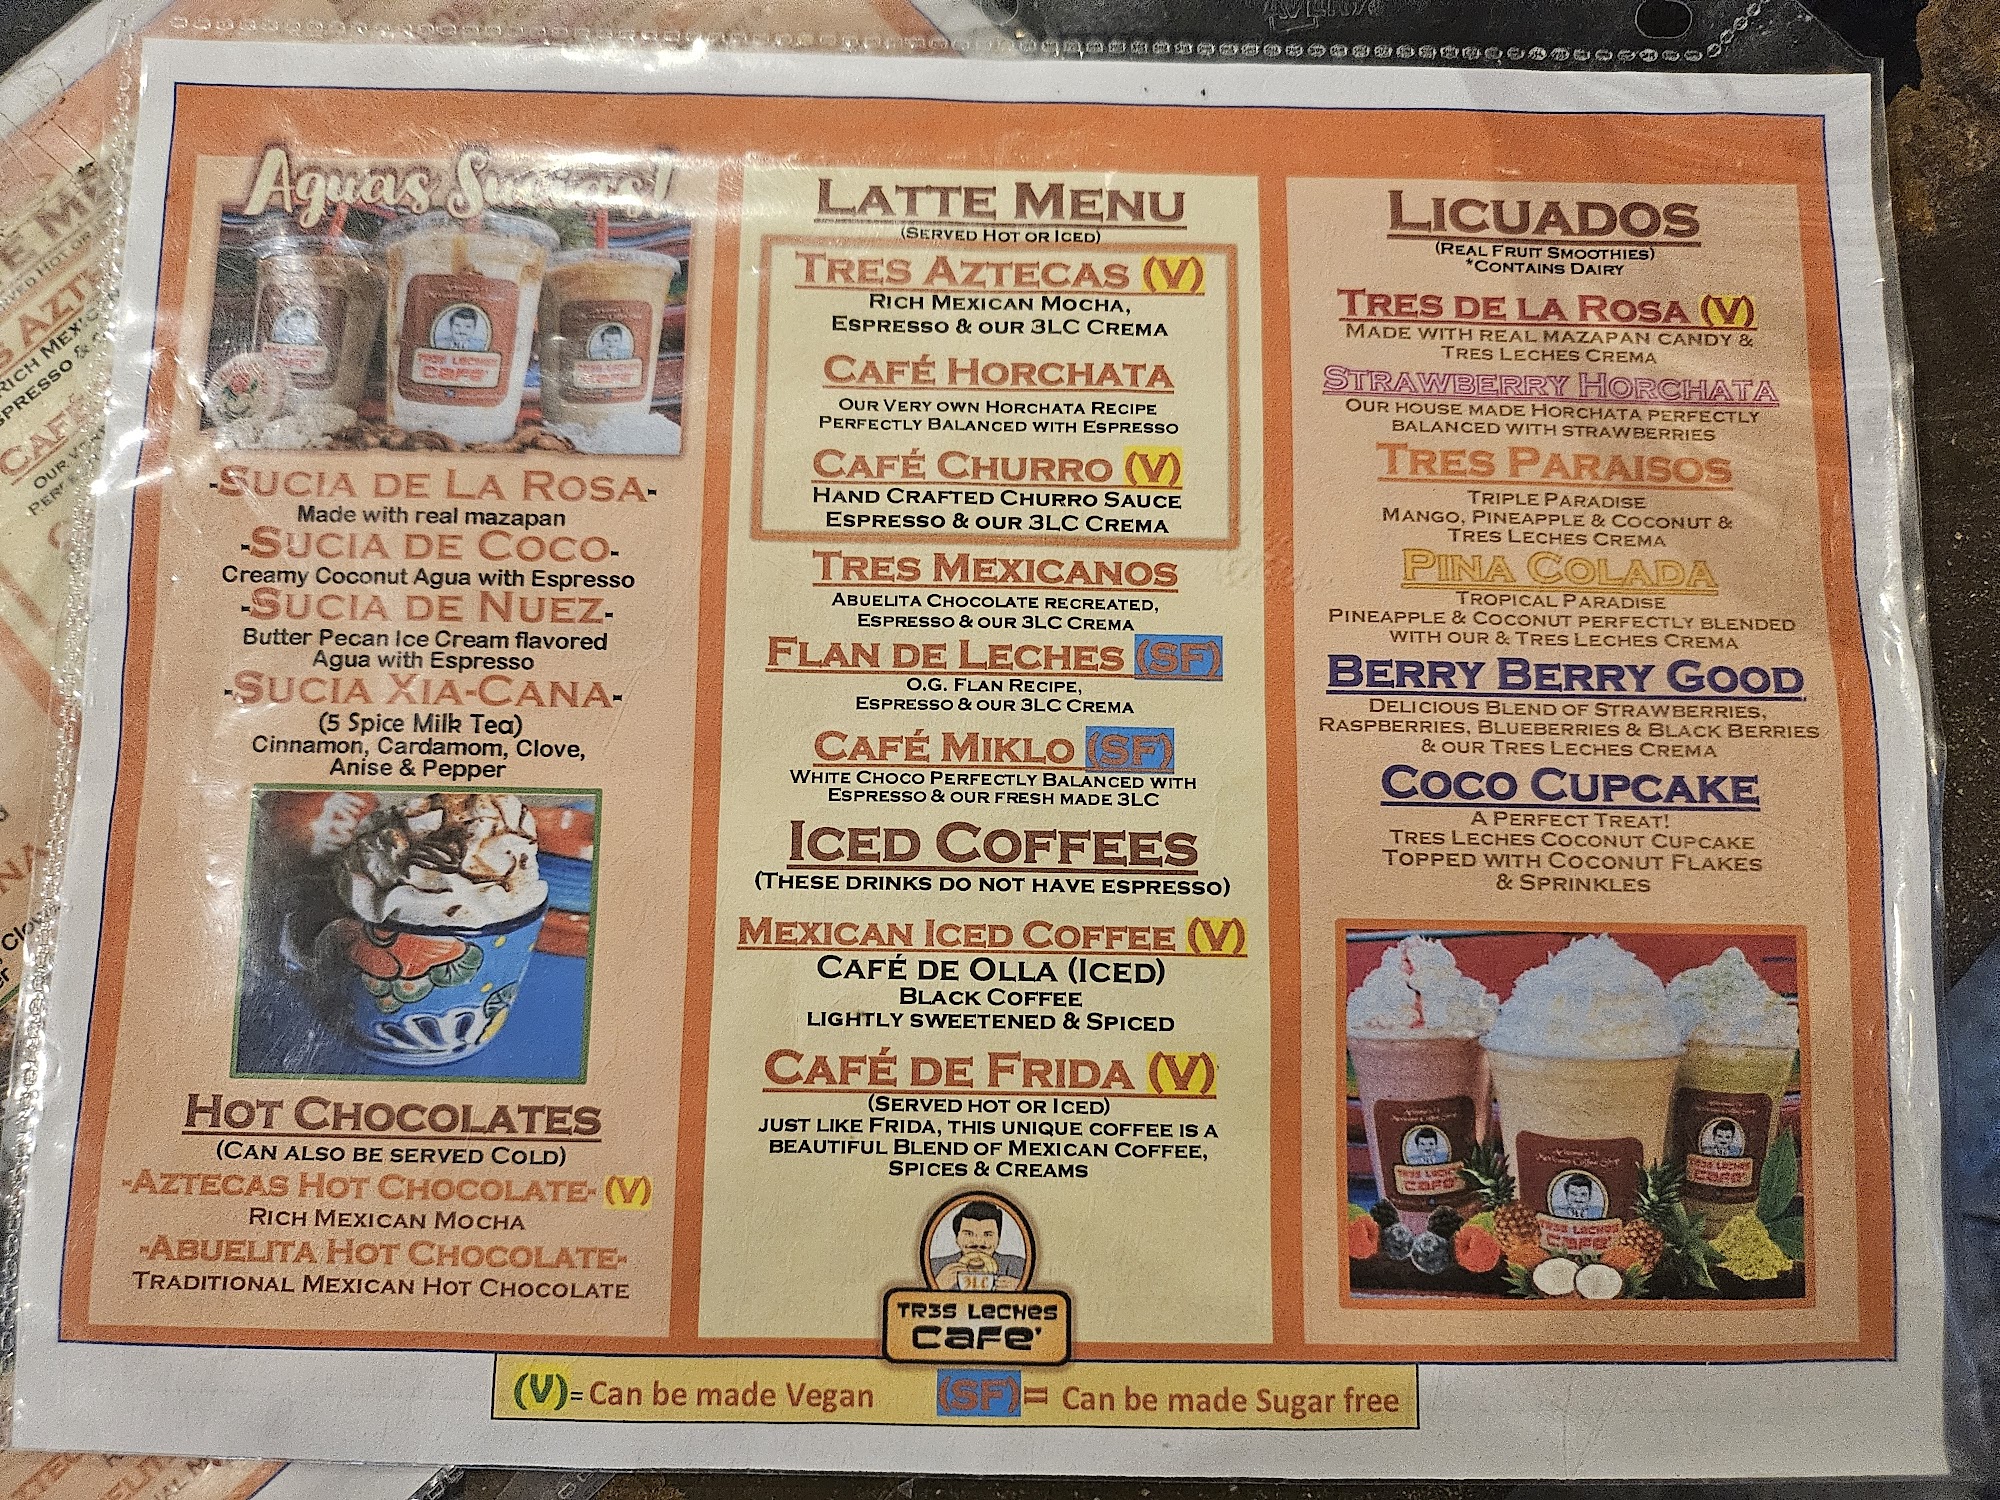 Aguas Sucias!
-Sucia de La Rosa-
Made with real mazapan
-Sucia de Coco-
Creamy Coconut Agua with Espresso
-Sucia de Nuez-
Butter Pecan Ice Cream flavored
Agua with Espresso
-Sucia Xia-Cana-
(5 Spice Milk Tea)
Cinnamon, Cardamom, Clove,
Anise & Pepper
Hot Chocolates
(Can also be served Cold)
-Aztecas Hot Chocolate- (V)
Rich Mexican Mocha
-Abuelita Hot Chocolate-
Traditional Mexican Hot Chocolate
Latte Menu
(Served Hot or Iced)
Tres Aztecas (V)
Rich Mexican Mocha,
Espresso & our 3LC Crema
Café Horchata
Our Very own Horchata Recipe
Perfectly Balanced with Espresso
Café Churro (V)
Hand Crafted Churro Sauce
Espresso & our 3LC Crema
Tres Mexicanos
Abuelita Chocolate recreated,
Espresso & our 3LC Crema
Flan de Leches (SF)
O.G. Flan Recipe,
Espresso & our 3LC Crema
Café Miklo (SF)
White Choco Perfectly Balanced with
Espresso & our fresh made 3LC
Iced Coffees
(These drinks do not have espresso)
Mexican Iced Coffee (V)
Café de Olla (Iced)
Black Coffee
lightly sweetened & Spiced
Café de Frida (V)
(Served hot or Iced)
just like Frida, this unique coffee is a
beautiful Blend of Mexican Coffee,
Spices & Creams
3LC
TR3S LECHES
CAFE'
Licuados
(Real Fruit Smoothies)
*Contains Dairy
Tres de la Rosa (V)
Made with real mazapan candy &
Tres Leches Crema
Strawberry Horchata
Our house made Horchata perfectly
balanced with strawberries
Tres Paraisos
Triple Paradise
Mango, Pineapple & Coconut &
Tres Leches Crema
Pina Colada
Tropical Paradise
Pineapple & Coconut perfectly blended
with our & Tres Leches Crema
Berry Berry Good
Delicious Blend of Strawberries,
Raspberries, Blueberries & Black Berries
& our Tres Leches Crema
Coco Cupcake
A Perfect Treat!
Tres Leches Coconut Cupcake
Topped with Coconut Flakes
& Sprinkles
(V)= Can be made Vegan (SF)= Can be made Sugar free